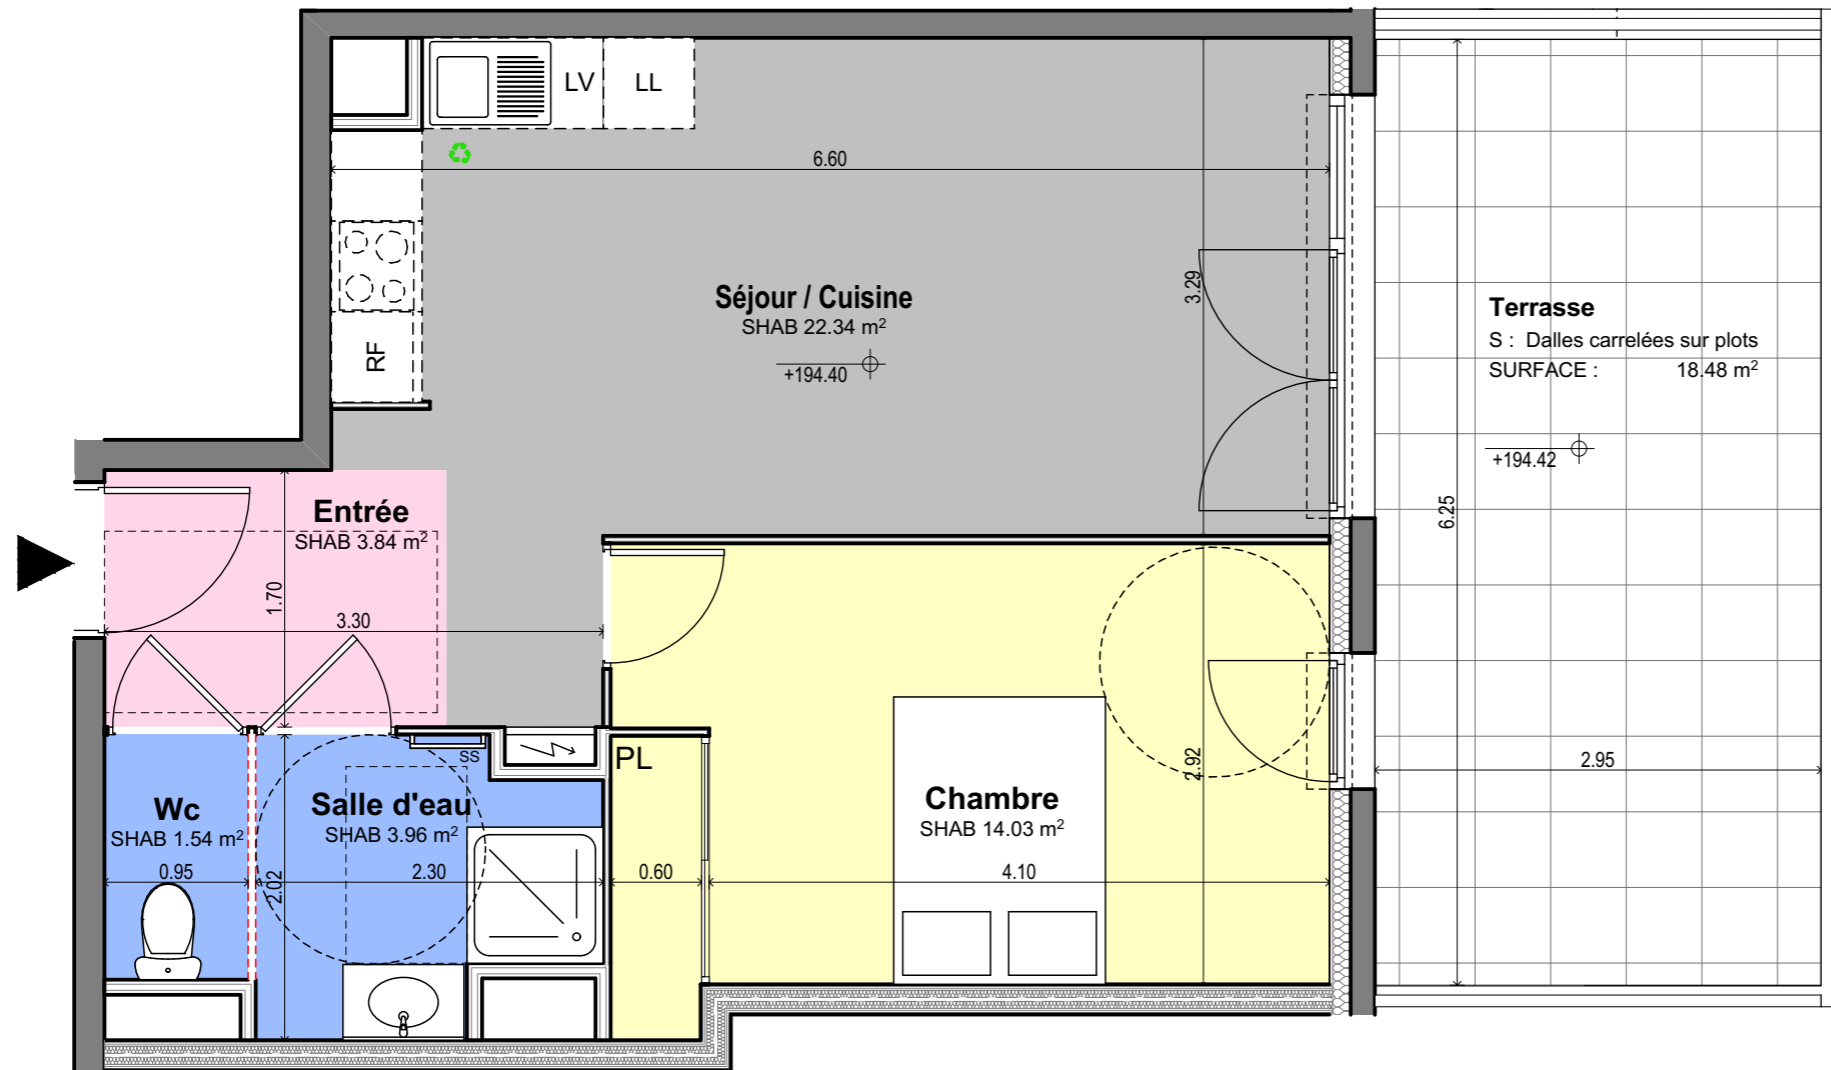 LV
LL
6.60
RF
Séjour / Cuisine
SHAB 22.34 m²
+194.40
3.29
Terrasse
S : Dalles carrelées sur plots
SURFACE : 18.48 m²
+194.42
6.25
2.95
Entrée
SHAB 3.84 m²
1.70
3.30
SS
PL
Wc
SHAB 1.54 m²
0.95
Salle d'eau
SHAB 3.96 m²
2.02
2.30
0.60
Chambre
SHAB 14.03 m²
2.92
4.10